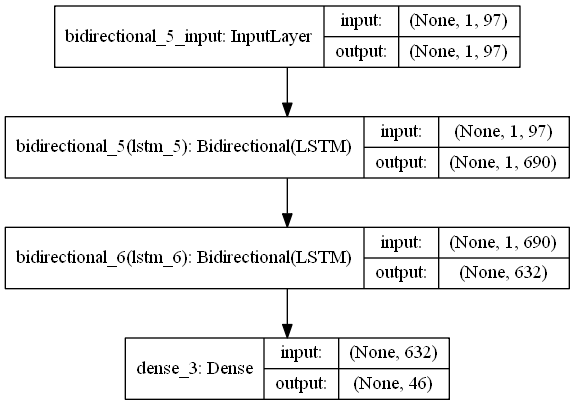 bidirectional_5_input: InputLayer
input: (None, 1, 97)
output: (None, 1, 97)
bidirectional_5(lstm_5): Bidirectional(LSTM)
input: (None, 1, 97)
output: (None, 1, 690)
bidirectional_6(lstm_6): Bidirectional(LSTM)
input: (None, 1, 690)
output: (None, 632)
dense_3: Dense
input: (None, 632)
output: (None, 46)